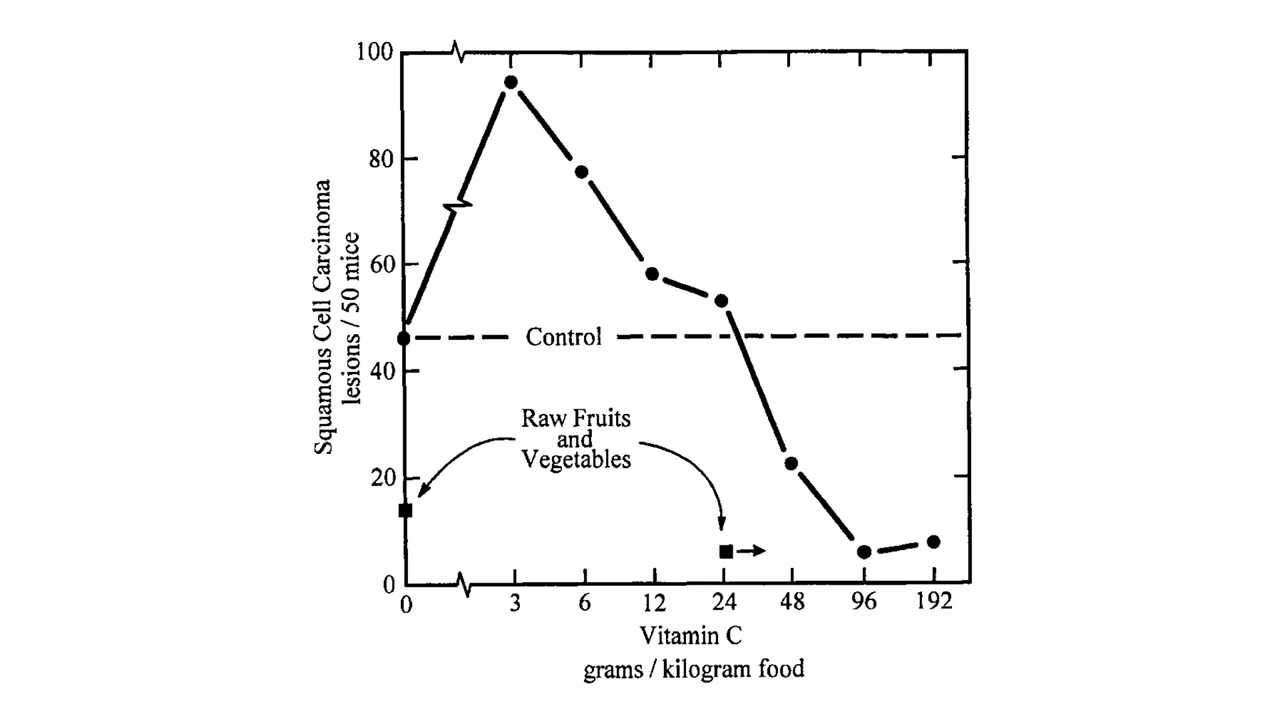 100
80
60
40
20
0
Squamous Cell Carcinoma
lesions / 50 mice
Control
Raw Fruits
and
Vegetables
0 3 6 12 24 48 96 192
Vitamin C
grams / kilogram food